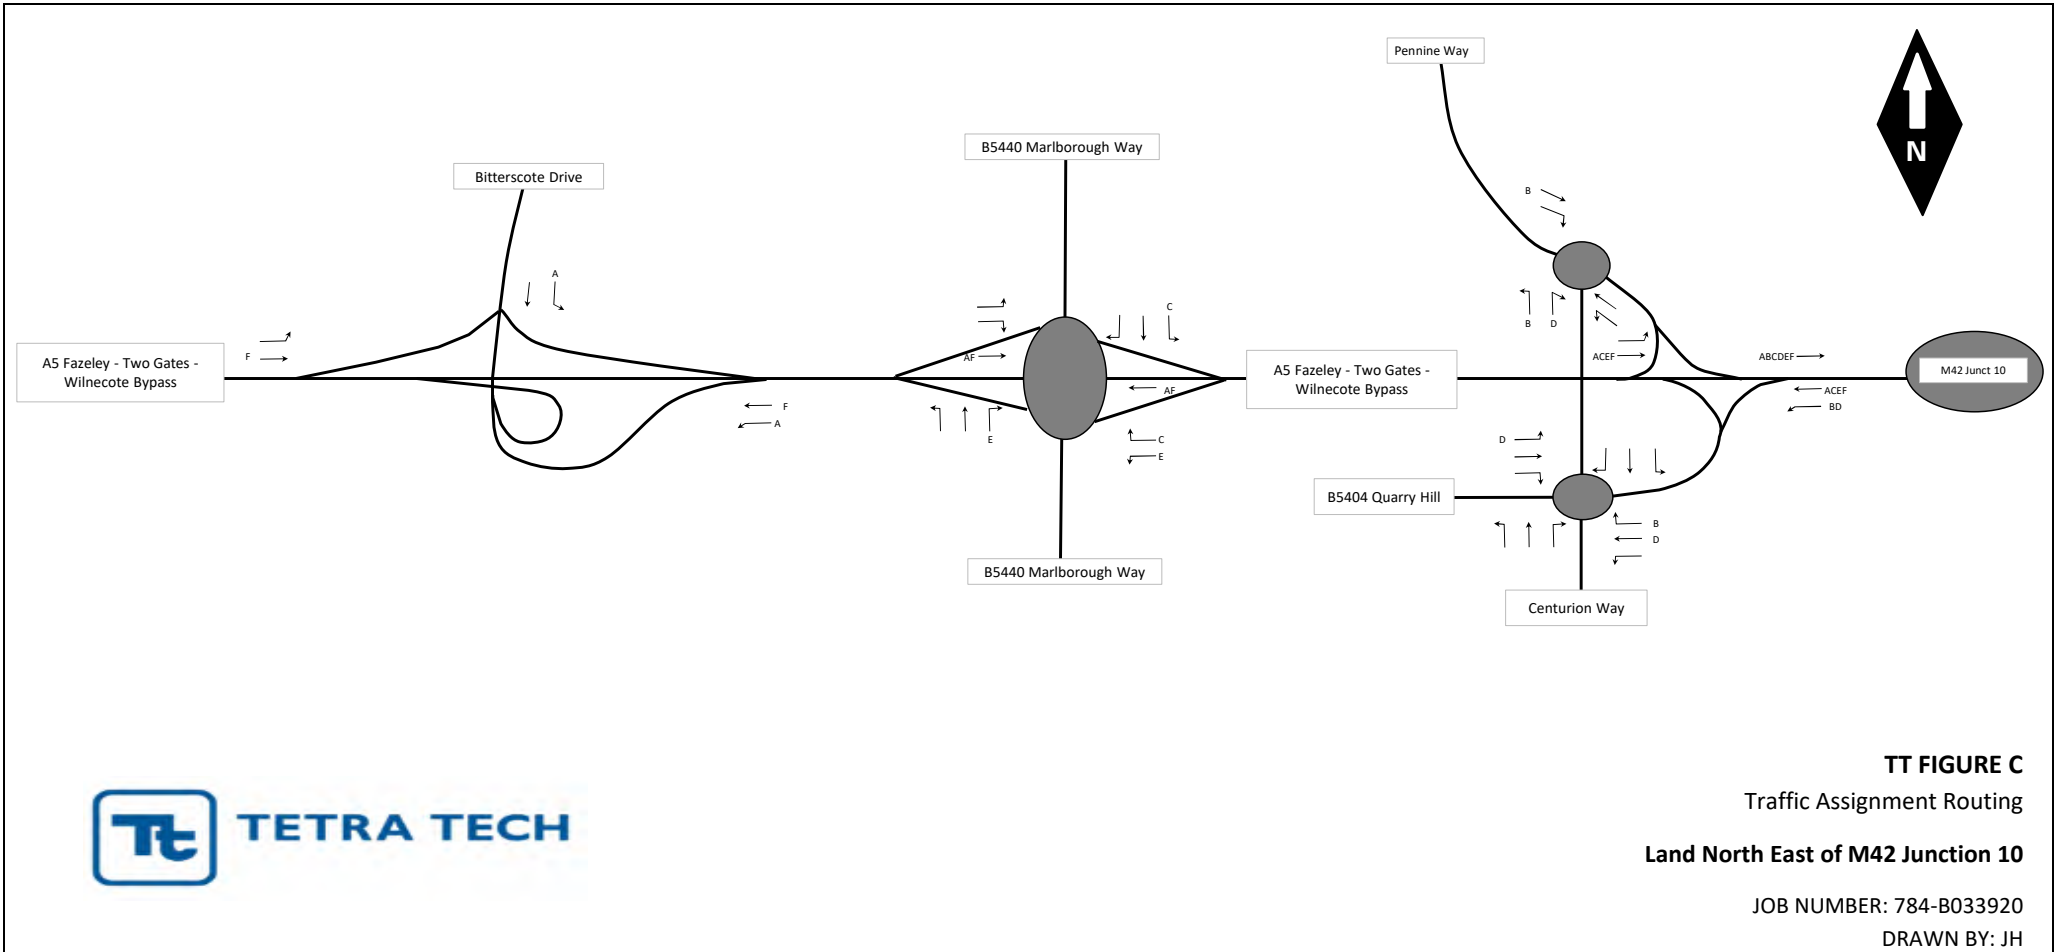 Pennine Way
N
B5440 Marlborough Way
Bitterscote Drive
B
A
C
B D
F
A5 Fazeley - Two Gates -
Wilnecote Bypass
AF
ACEF
ABCDEF
A5 Fazeley - Two Gates -
Wilnecote Bypass
M42 Junct 10
AF
ACEF
BD
F
A
E
C
E
D
B5404 Quarry Hill
B
D
B5440 Marlborough Way
Centurion Way
TT FIGURE C
Traffic Assignment Routing
Tt TETRA TECH
Land North East of M42 Junction 10
JOB NUMBER: 784-B033920
DRAWN BY: JH